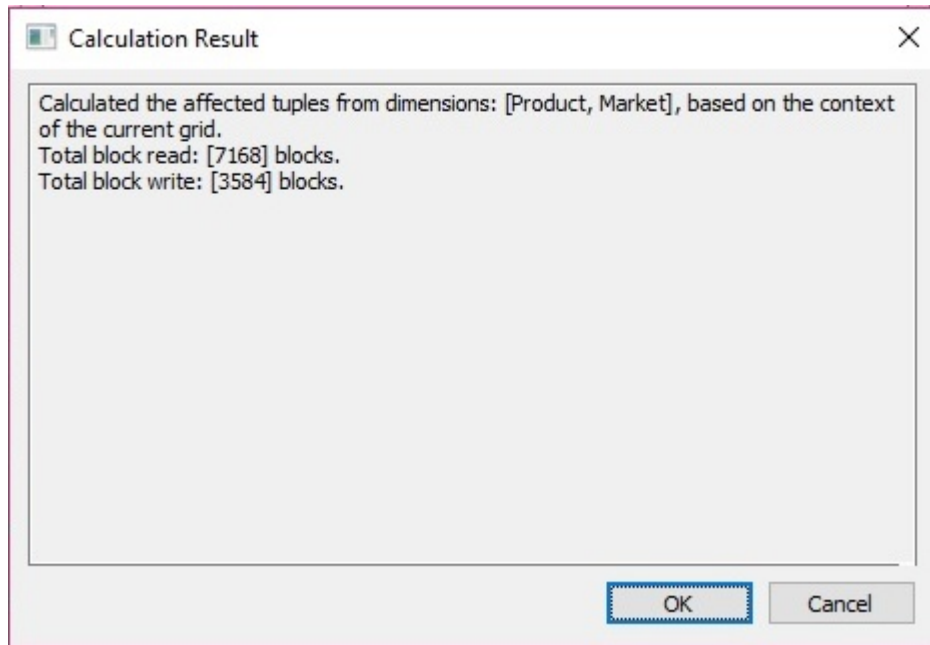 Calculation Result
Calculated the affected tuples from dimensions: [Product, Market], based on the context
of the current grid.
Total block read: [7168] blocks.
Total block write: [3584] blocks.
OK
Cancel